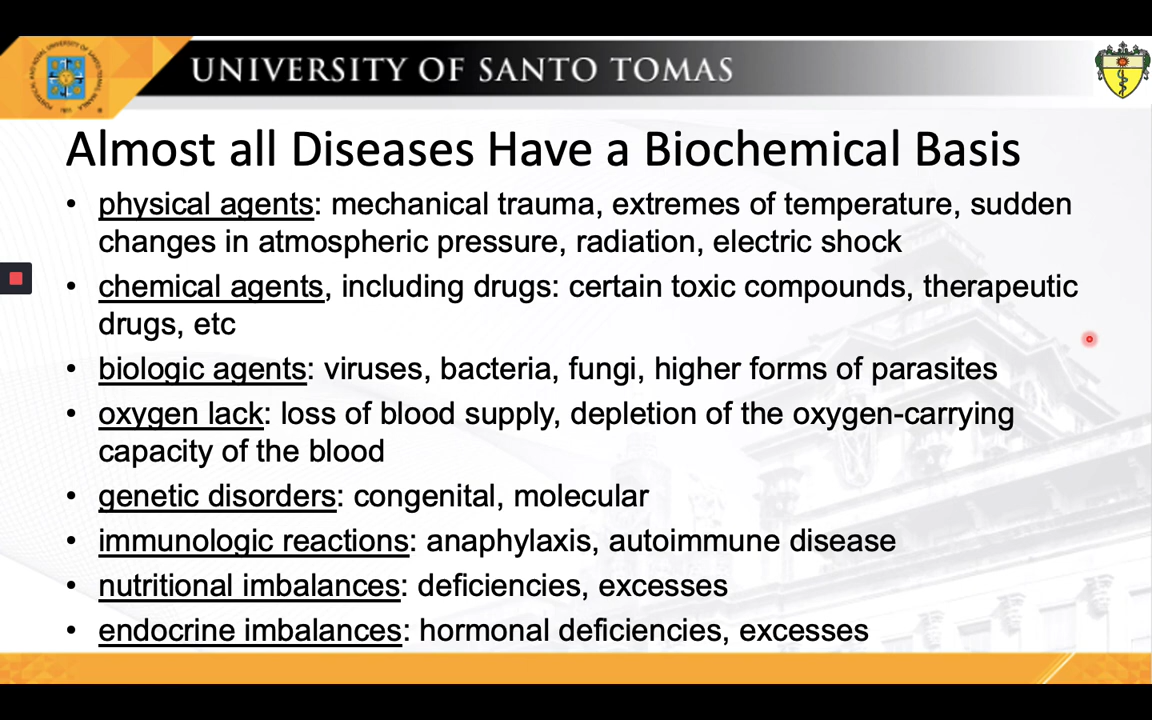 UNIVERSITY OF SANTO TOMAS
Almost all Diseases Have a Biochemical Basis
• physical agents: mechanical trauma, extremes of temperature, sudden
changes in atmospheric pressure, radiation, electric shock
• chemical agents, including drugs: certain toxic compounds, therapeutic
drugs, etc
• biologic agents: viruses, bacteria, fungi, higher forms of parasites
• oxygen lack: loss of blood supply, depletion of the oxygen-carrying
capacity of the blood
• genetic disorders: congenital, molecular
• immunologic reactions: anaphylaxis, autoimmune disease
• nutritional imbalances: deficiencies, excesses
• endocrine imbalances: hormonal deficiencies, excesses